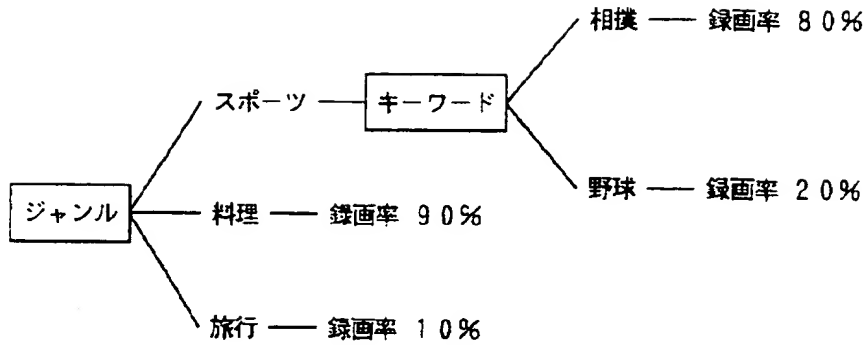 相撲 ― 録画率 80%
スポーツ ― キーワード
野球 ― 録画率 20%
ジャンル
料理 ― 録画率 90%
旅行 ― 録画率 10%